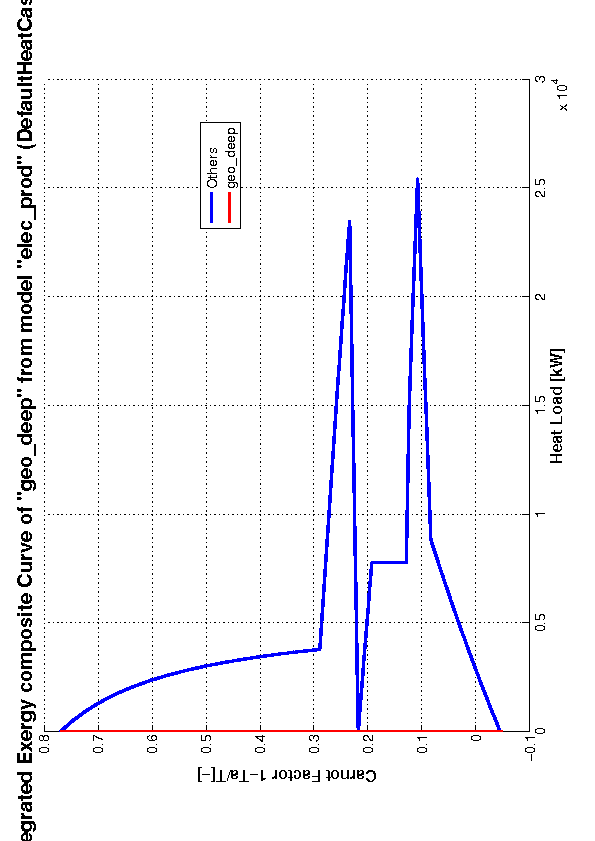 egrated Exergy composite Curve of "geo_deep" from model "elec_prod" (DefaultHeatCas
Others
geo_deep
Carnot Factor 1−Ta/T[−]
0.8
0.7
0.6
0.5
0.4
0.3
0.2
0.1
0
−0.1
0
0.5
1
1.5
2
2.5
3
x 10⁴
Heat Load [kW]